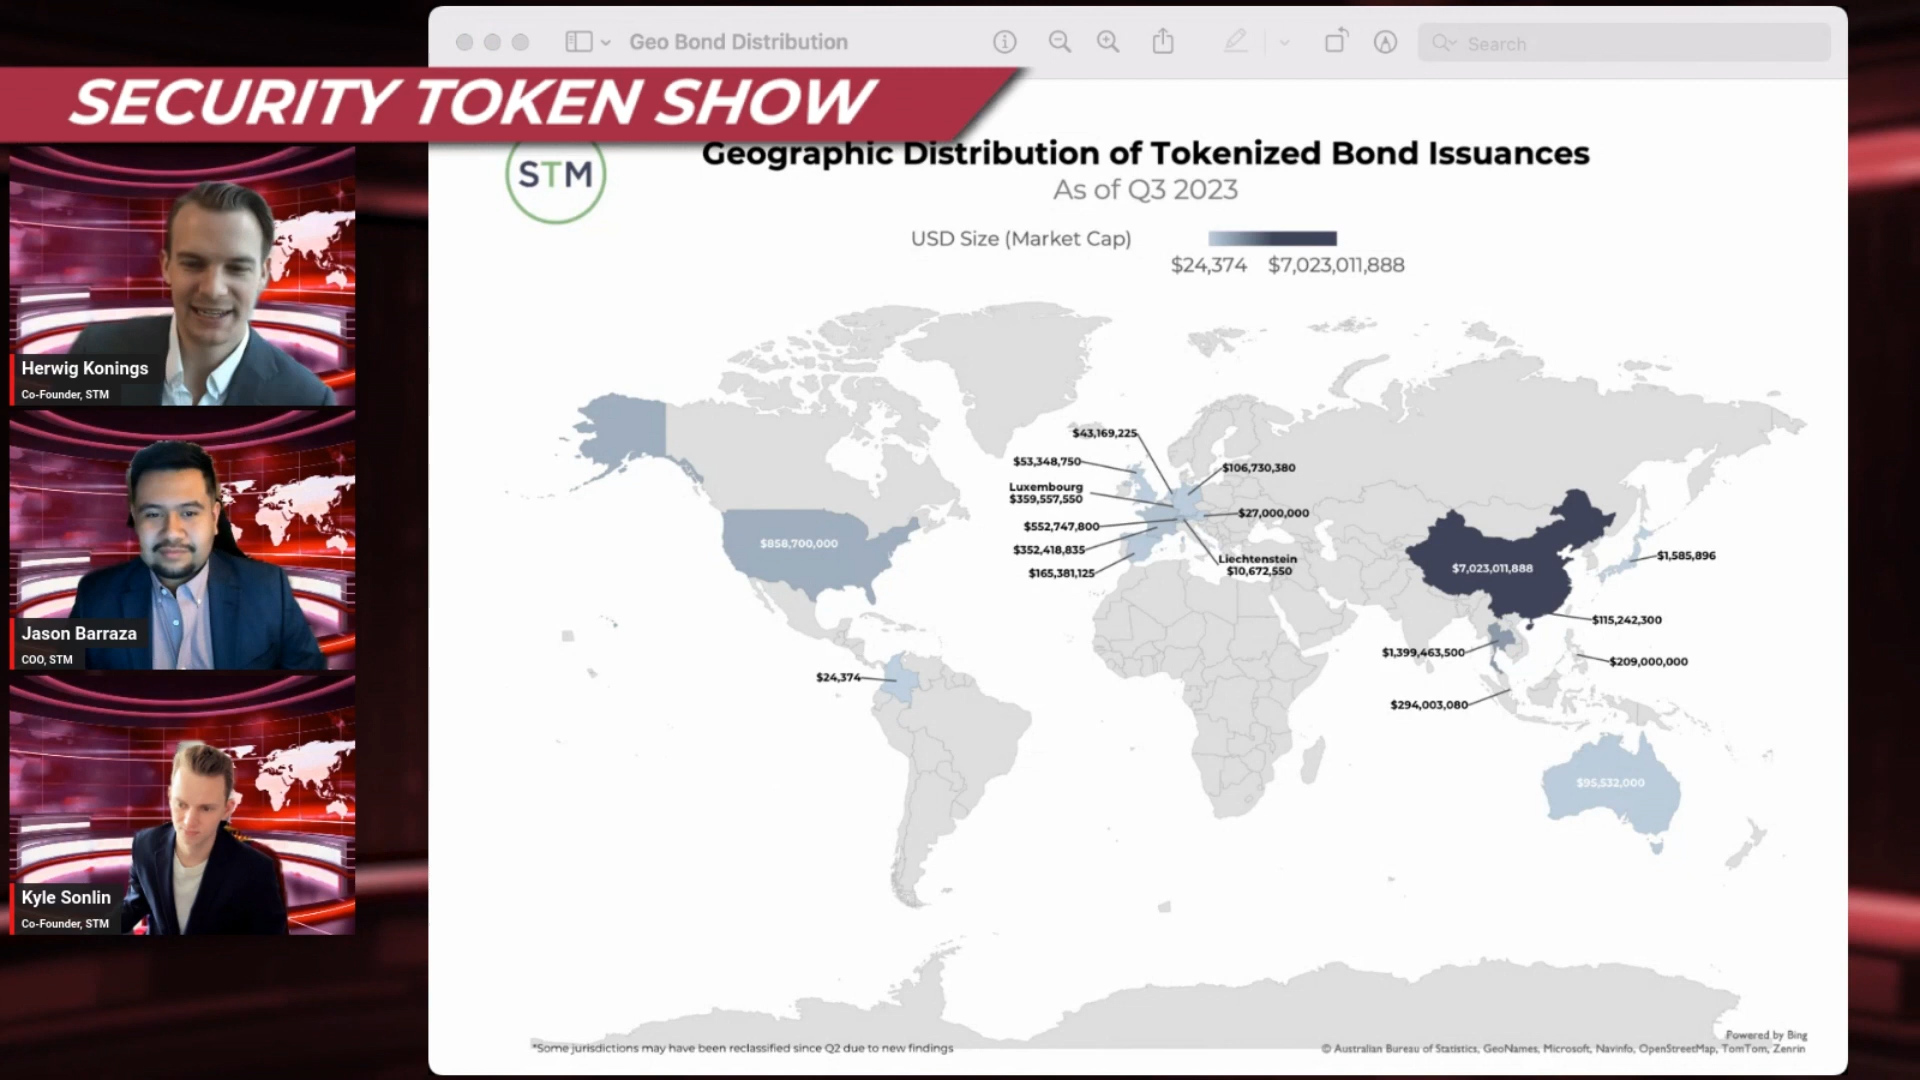 Geo Bond Distribution
Search
SECURITY TOKEN SHOW
STM
Geographic Distribution of Tokenized Bond Issuances
As of Q3 2023
USD Size (Market Cap)
$24,374 $7,023,011,888
Herwig Konings
Co-Founder, STM
Jason Barraza
COO, STM
Kyle Sonlin
Co-Founder, STM
$43,169,225
$53,348,750
$106,730,380
Luxembourg
$359,557,550
$27,000,000
$552,747,800
$858,700,000
$352,418,835
$1,585,896
Liechtenstein
$10,672,550
$7,023,011,888
$165,381,125
$115,242,300
$1,399,463,500
$209,000,000
$24,374
$294,003,080
$95,532,000
Powered by Bing
*Some jurisdictions may have been reclassified since Q2 due to new findings
© Australian Bureau of Statistics, GeoNames, Microsoft, Navinfo, OpenStreetMap, TomTom, Zenrin